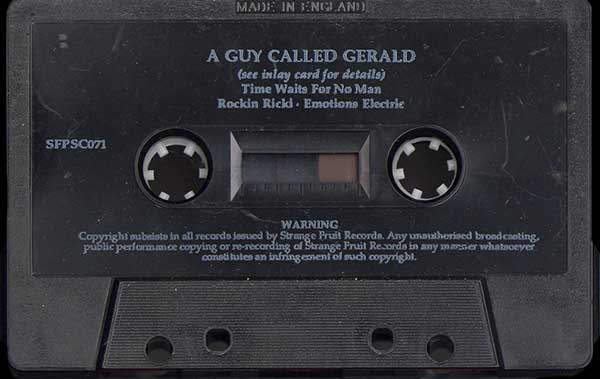 MADE IN ENGLAND
A GUY CALLED GERALD
(see inlay card for details)
Time Waits For No Man
Rockin Ricki • Emotions Electric
SFPSC071
WARNING
Copyright subsists in all records issued by Strange Fruit Records. Any unauthorised broadcasting,
public performance copying or re-recording of Strange Fruit Records in any manner whatsoever
constitutes an infringement of such copyright.